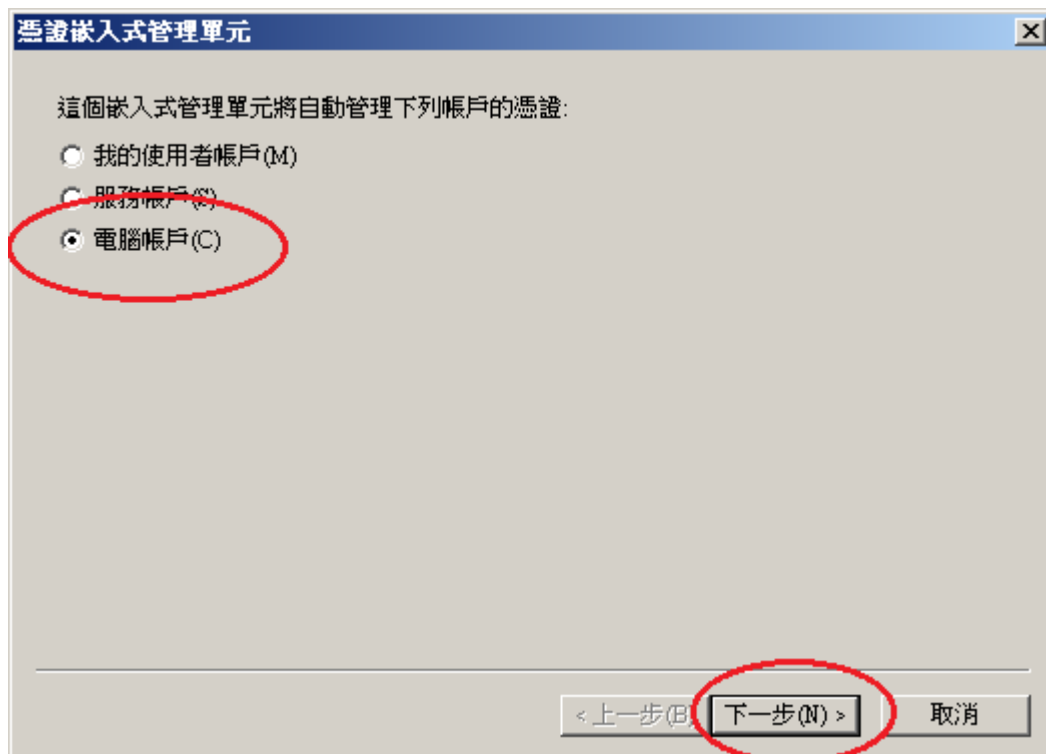 憑證嵌入式管理單元
這個嵌入式管理單元將自動管理下列帳戶的憑證:
我的使用者帳戶(M)
服務帳戶(S)
電腦帳戶(C)
<上一步(B) 下一步(N) > 取消